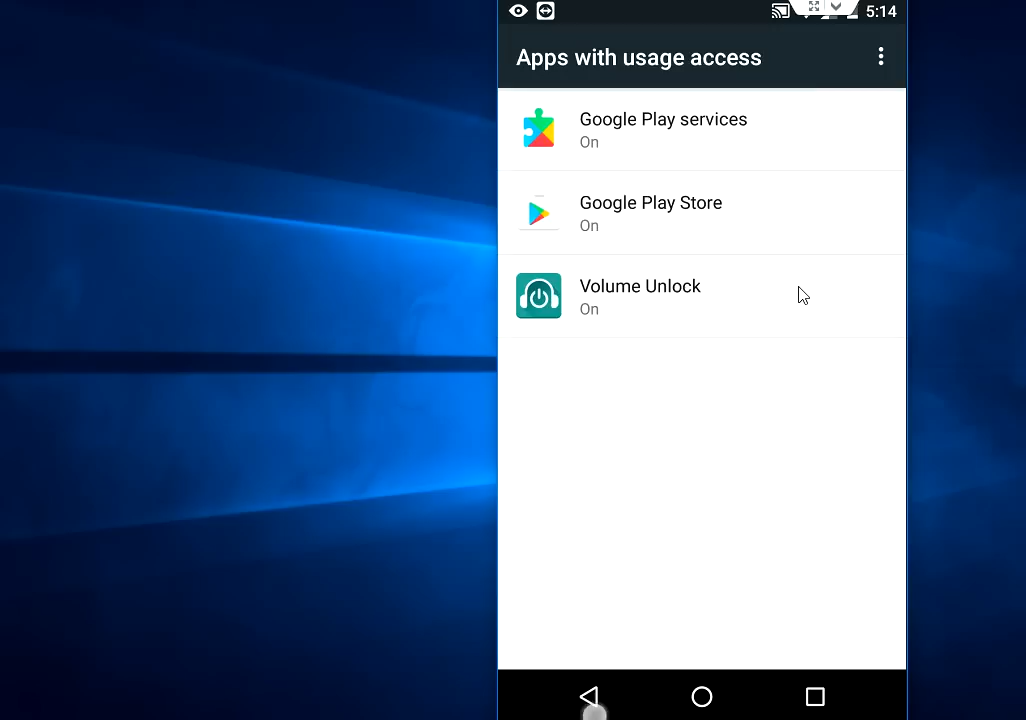 5:14
Apps with usage access
Google Play services
On
Google Play Store
On
Volume Unlock
On